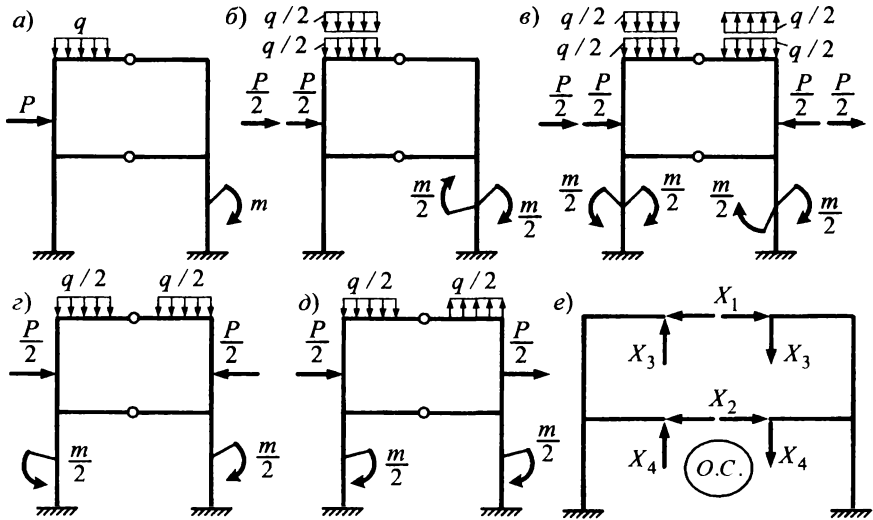 а)
q
P
m
б)
q / 2
q / 2
P/2 P/2
m/2
m/2
в)
q / 2
q / 2
q / 2
q / 2
P/2 P/2
P/2 P/2
m/2
m/2
m/2
m/2
г)
q / 2
q / 2
P/2
P/2
m/2
m/2
д)
q / 2
q / 2
P/2
P/2
m/2
m/2
е)
X₁
X₃
X₃
X₂
X₄
X₄
О.С.